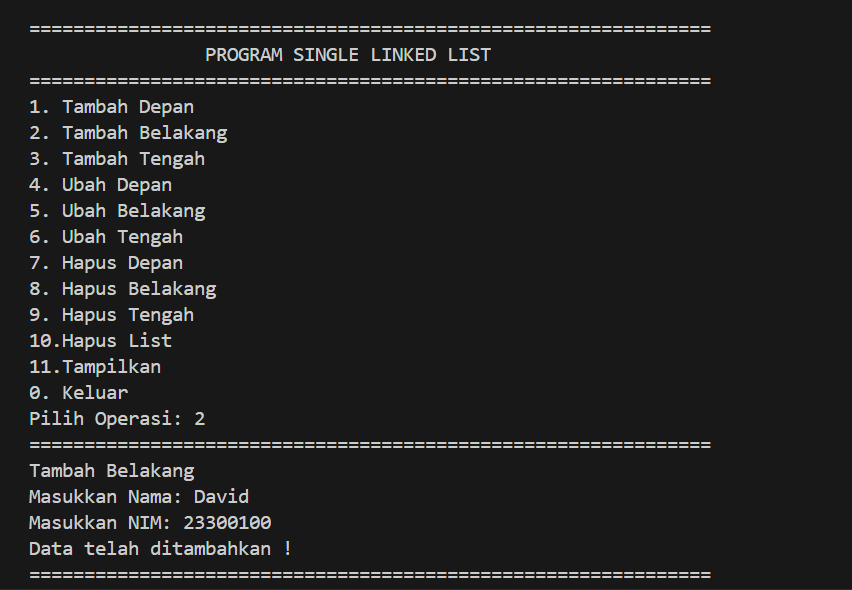 ==============================================================
PROGRAM SINGLE LINKED LIST
==============================================================
1. Tambah Depan
2. Tambah Belakang
3. Tambah Tengah
4. Ubah Depan
5. Ubah Belakang
6. Ubah Tengah
7. Hapus Depan
8. Hapus Belakang
9. Hapus Tengah
10.Hapus List
11.Tampilkan
0. Keluar
Pilih Operasi: 2
==============================================================
Tambah Belakang
Masukkan Nama: David
Masukkan NIM: 23300100
Data telah ditambahkan !
==============================================================